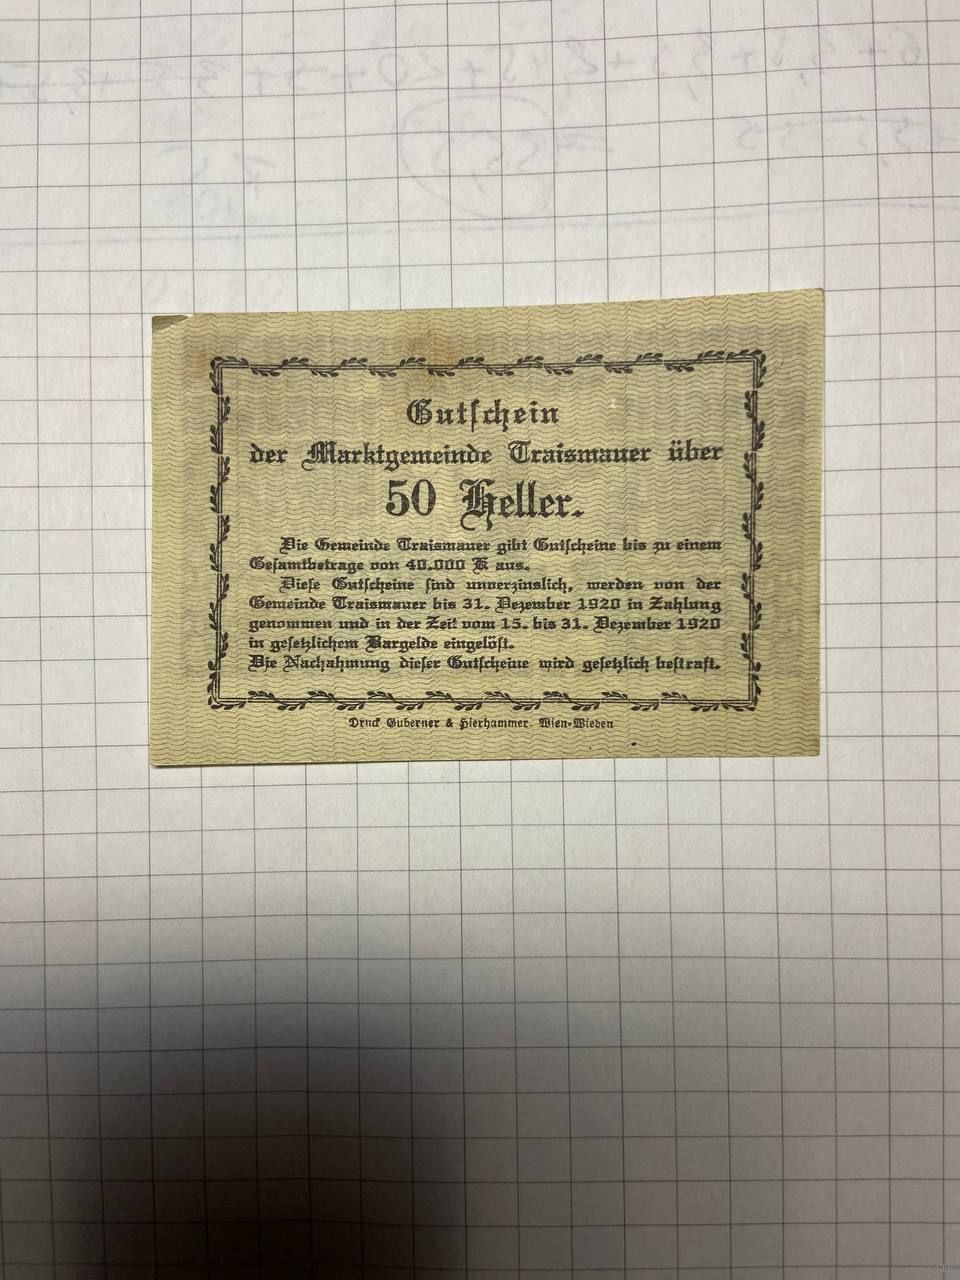 Gutschein
der Marktgemeinde Traismauer über
50 Heller.
Die Gemeinde Traismauer gibt Gutscheine bis zu einem
Gesamtbetrage von 40.000 K aus.
Diese Gutscheine sind unverzinslich, werden von der
Gemeinde Traismauer bis 31. Dezember 1920 in Zahlung
genommen und in der Zeit vom 15. bis 31. Dezember 1920
in gesetzlichem Bargelde eingelöst.
Die Nachahmung dieser Gutscheine wird gesetzlich bestraft.
Druck Guberner & Hierhammer Wien-Wieden